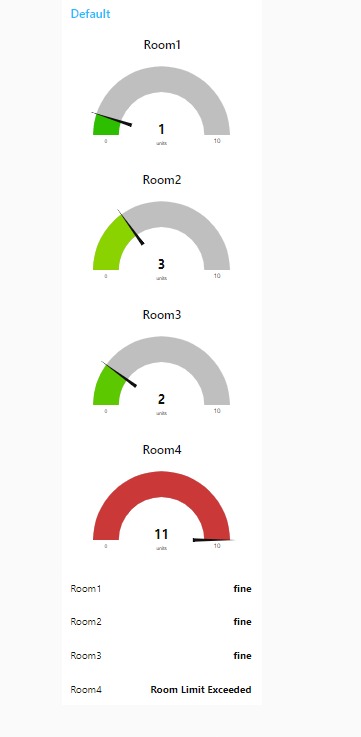 Default
Room1
1
units
0 10
Room2
3
units
0 10
Room3
2
units
0 10
Room4
11
units
0 10
Room1 fine
Room2 fine
Room3 fine
Room4 Room Limit Exceeded